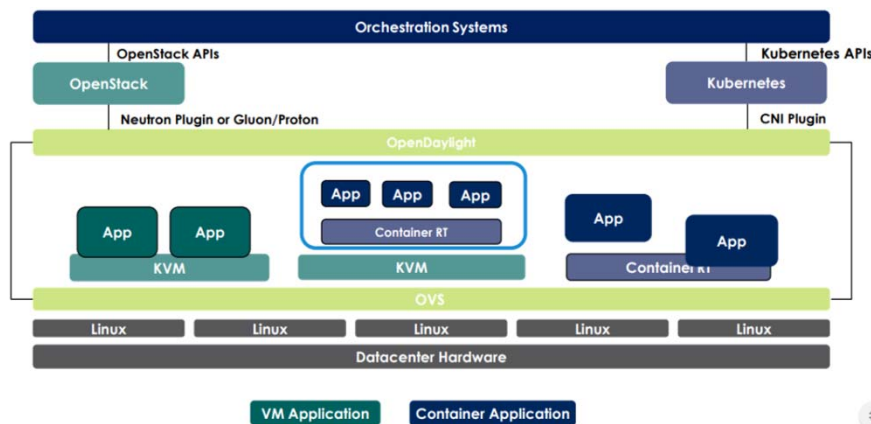 Orchestration Systems
OpenStack APIs
Kubernetes APIs
OpenStack
Kubernetes
Neutron Plugin or Gluon/Proton
CNI Plugin
OpenDaylight
App App App
App App
Container RT
App
App
KVM
KVM
Container RT
OVS
Linux Linux Linux Linux Linux
Datacenter Hardware
VM Application Container Application